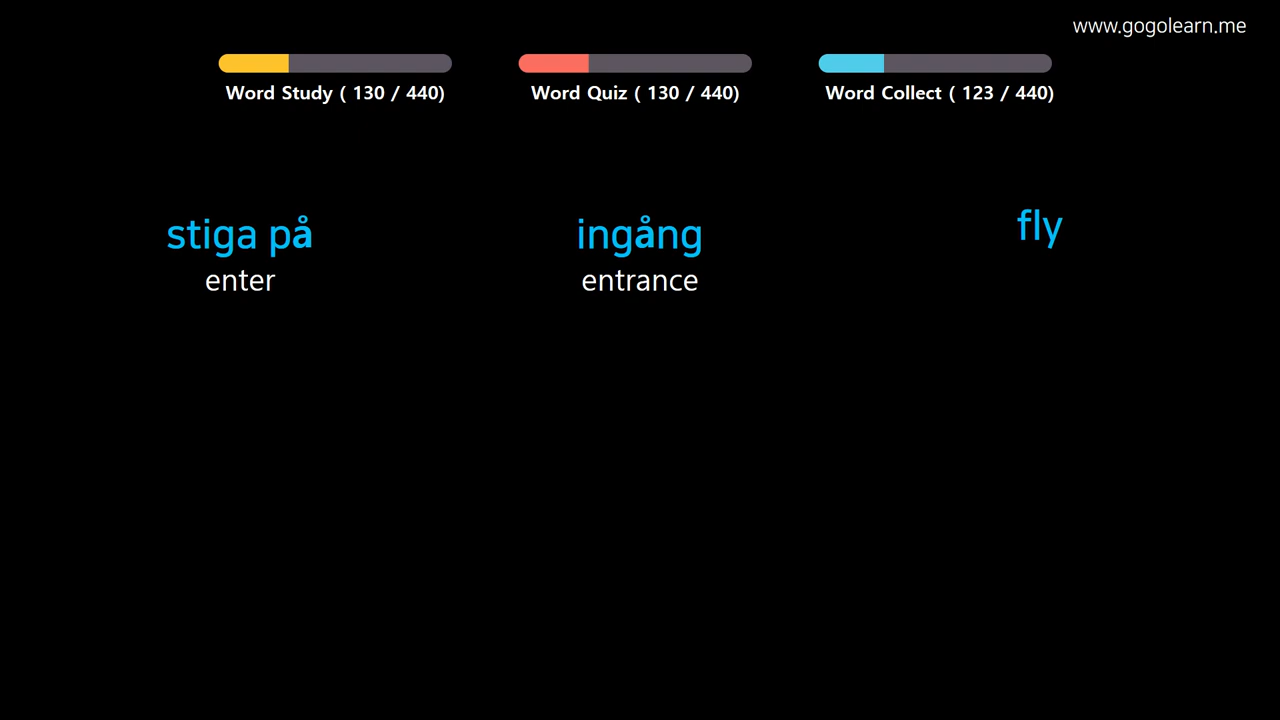 www.gogolearn.me
Word Study ( 130 / 440)
Word Quiz ( 130 / 440)
Word Collect ( 123 / 440)
stiga på
enter
ingång
entrance
fly